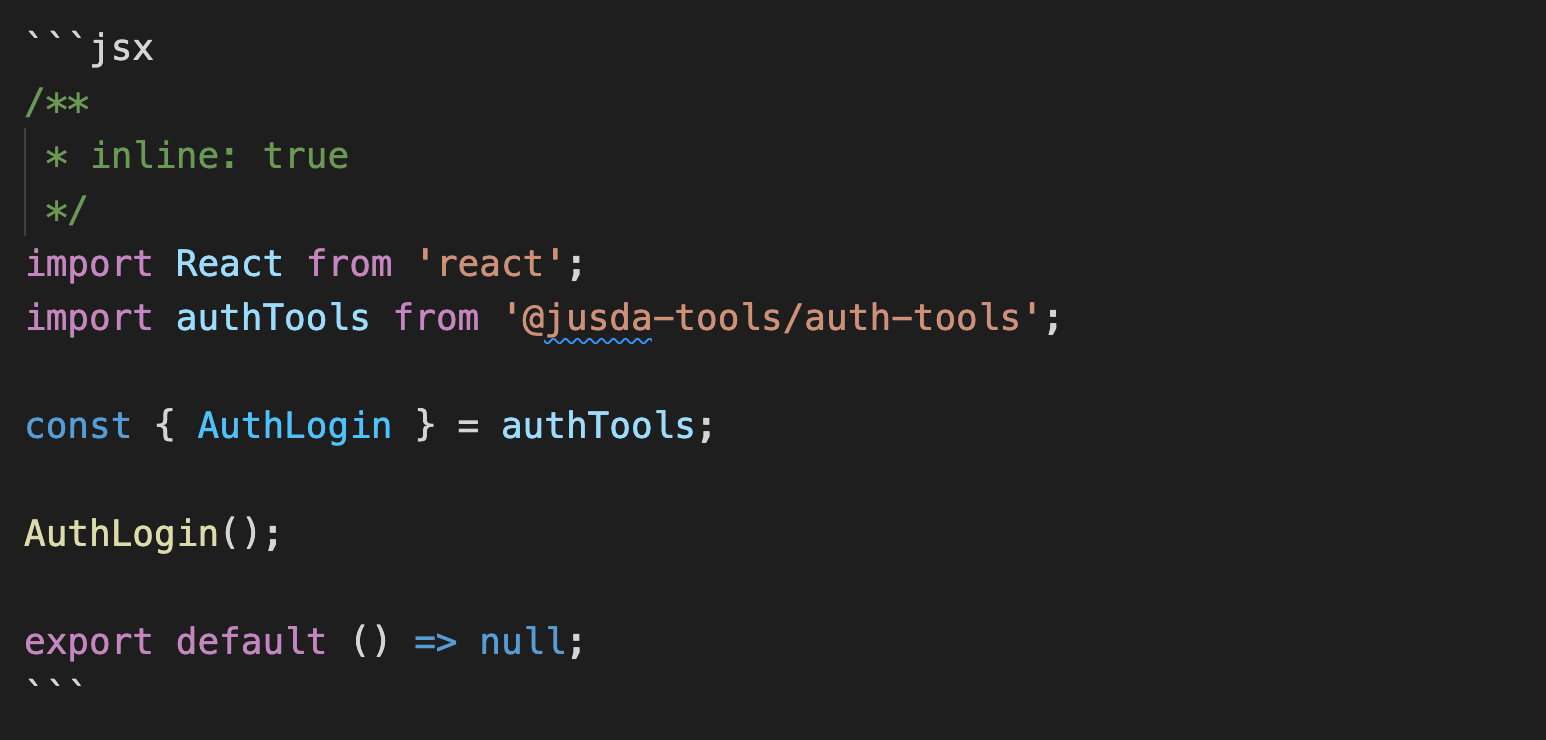 ```jsx
/**
 * inline: true
 */
import React from 'react';
import authTools from '@jusda-tools/auth-tools';

const { AuthLogin } = authTools;

AuthLogin();

export default () => null;
```